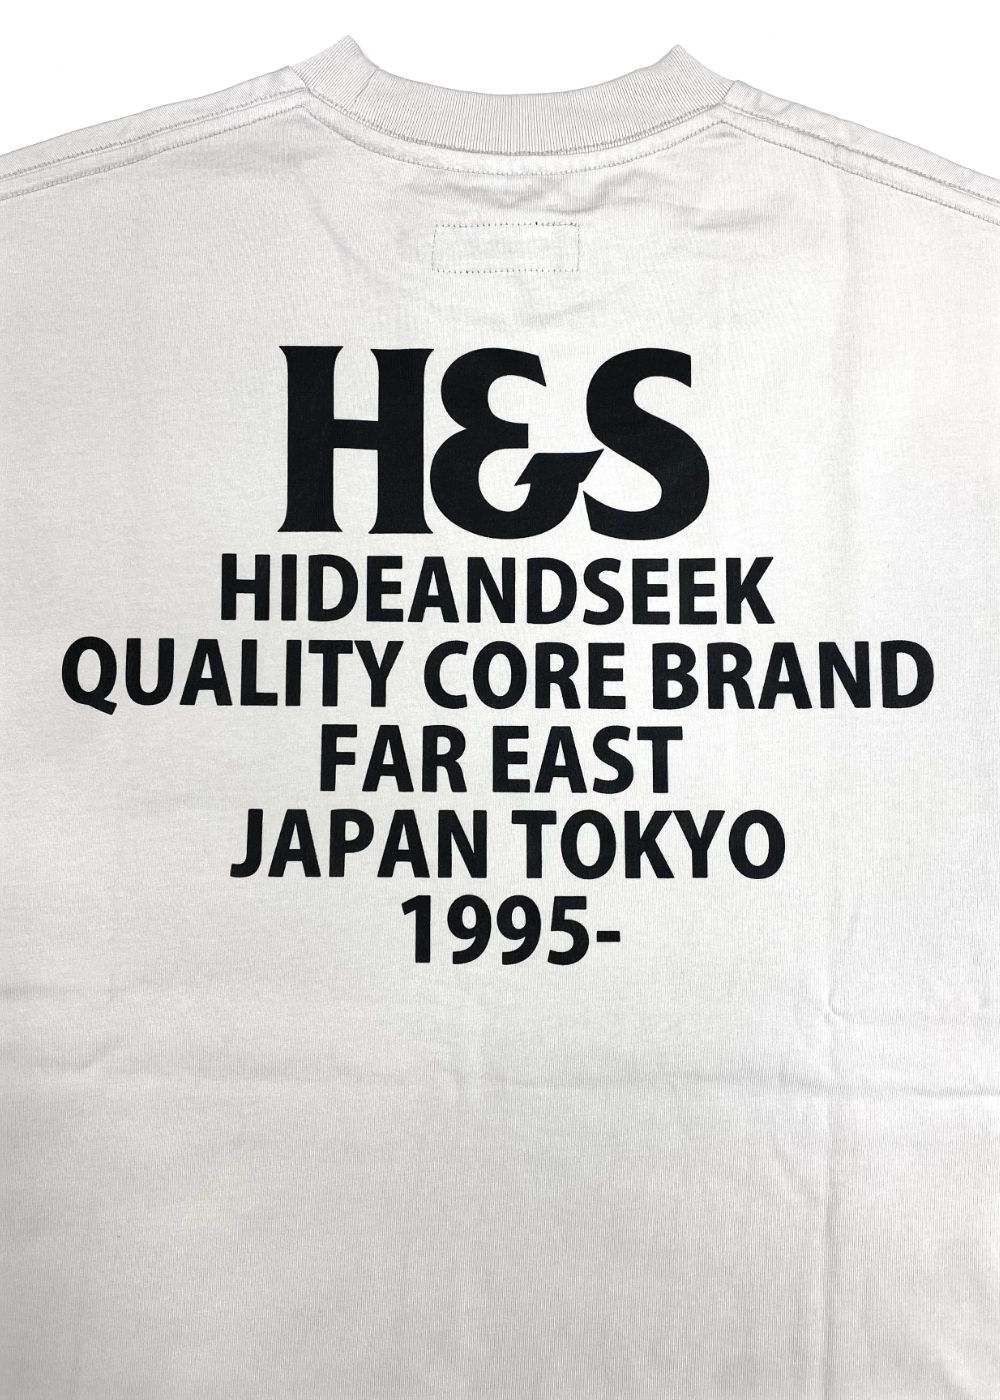 H&S
HIDEANDSEEK
QUALITY CORE BRAND
FAR EAST
JAPAN TOKYO
1995-